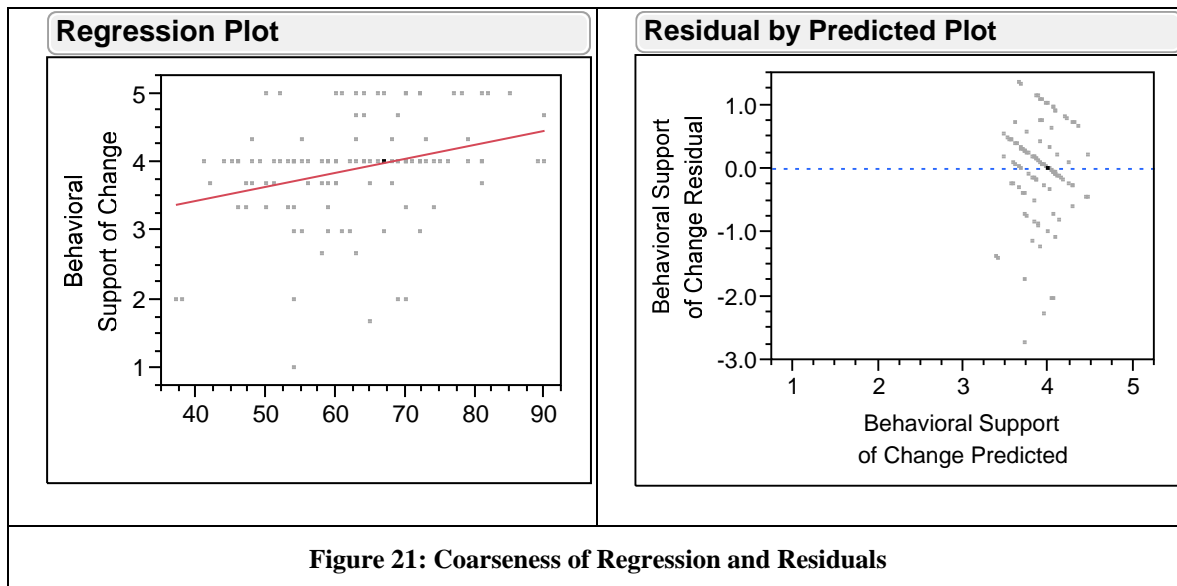 Regression Plot
Behavioral
Support of Change
5
4
3
2
1
40 50 60 70 80 90
Residual by Predicted Plot
Behavioral Support
of Change Residual
1.0
0.0
-1.0
-2.0
-3.0
1 2 3 4 5
Behavioral Support
of Change Predicted
Figure 21: Coarseness of Regression and Residuals